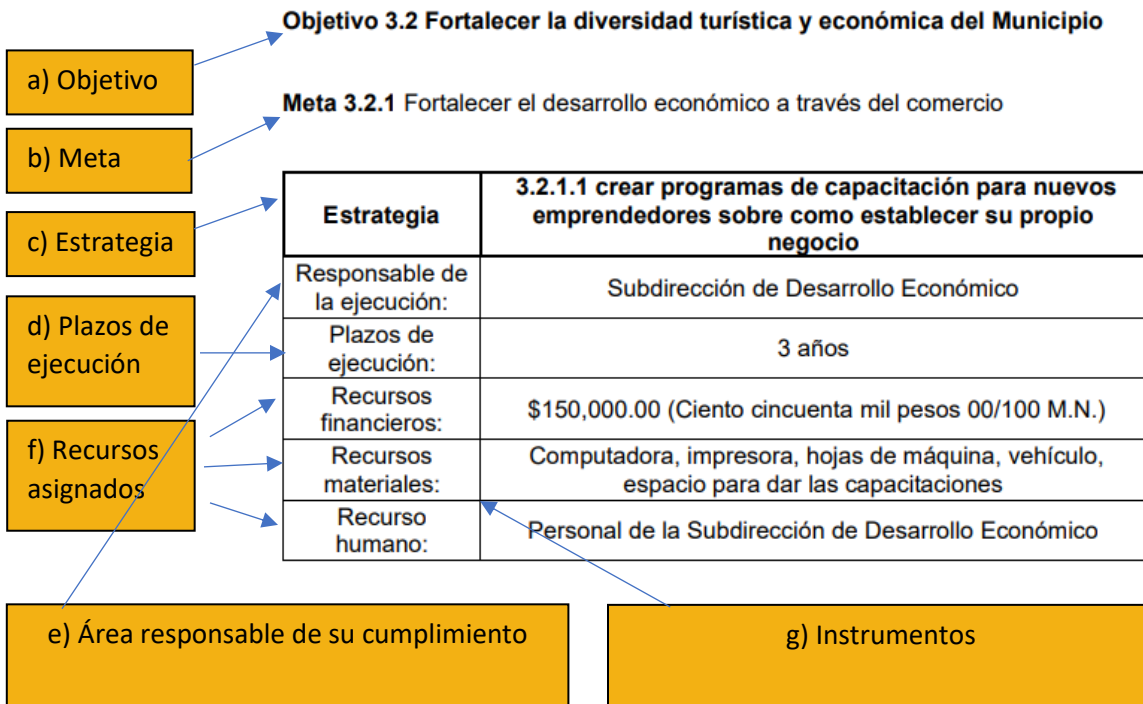 Objetivo 3.2 Fortalecer la diversidad turística y económica del Municipio
a) Objetivo
Meta 3.2.1 Fortalecer el desarrollo económico a través del comercio
b) Meta
c) Estrategia
Estrategia
3.2.1.1 crear programas de capacitación para nuevos
emprendedores sobre como establecer su propio
negocio
Responsable de
la ejecución:
Subdirección de Desarrollo Económico
d) Plazos de
ejecución
Plazos de
ejecución:
3 años
f) Recursos
asignados
Recursos
financieros:
$150,000.00 (Ciento cincuenta mil pesos 00/100 M.N.)
Recursos
materiales:
Computadora, impresora, hojas de máquina, vehículo,
espacio para dar las capacitaciones
Recurso
humano:
Personal de la Subdirección de Desarrollo Económico
e) Área responsable de su cumplimiento
g) Instrumentos